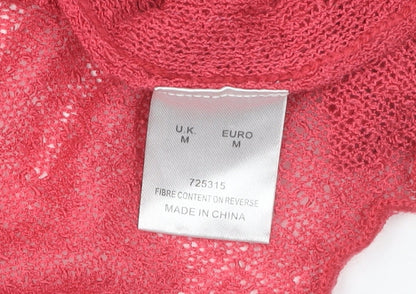 U.K. EURO
M M
725315
FIBRE CONTENT ON REVERSE
MADE IN CHINA